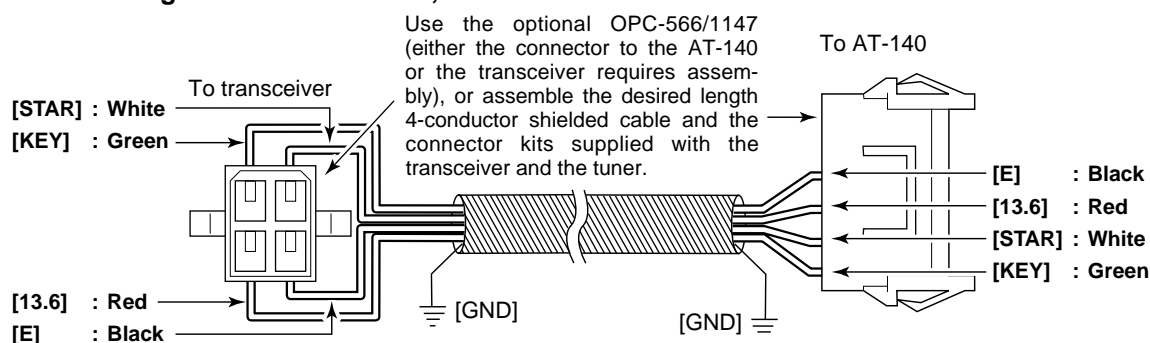 Use the optional OPC-566/1147
(either the connector to the AT-140
or the transceiver requires assem-
bly), or assemble the desired length
4-conductor shielded cable and the
connector kits supplied with the
transceiver and the tuner.
To AT-140
To transceiver
[STAR] : White
[KEY] : Green
[E] : Black
[13.6] : Red
[STAR] : White
[KEY] : Green
[13.6] : Red
[E] : Black
[GND]
[GND]